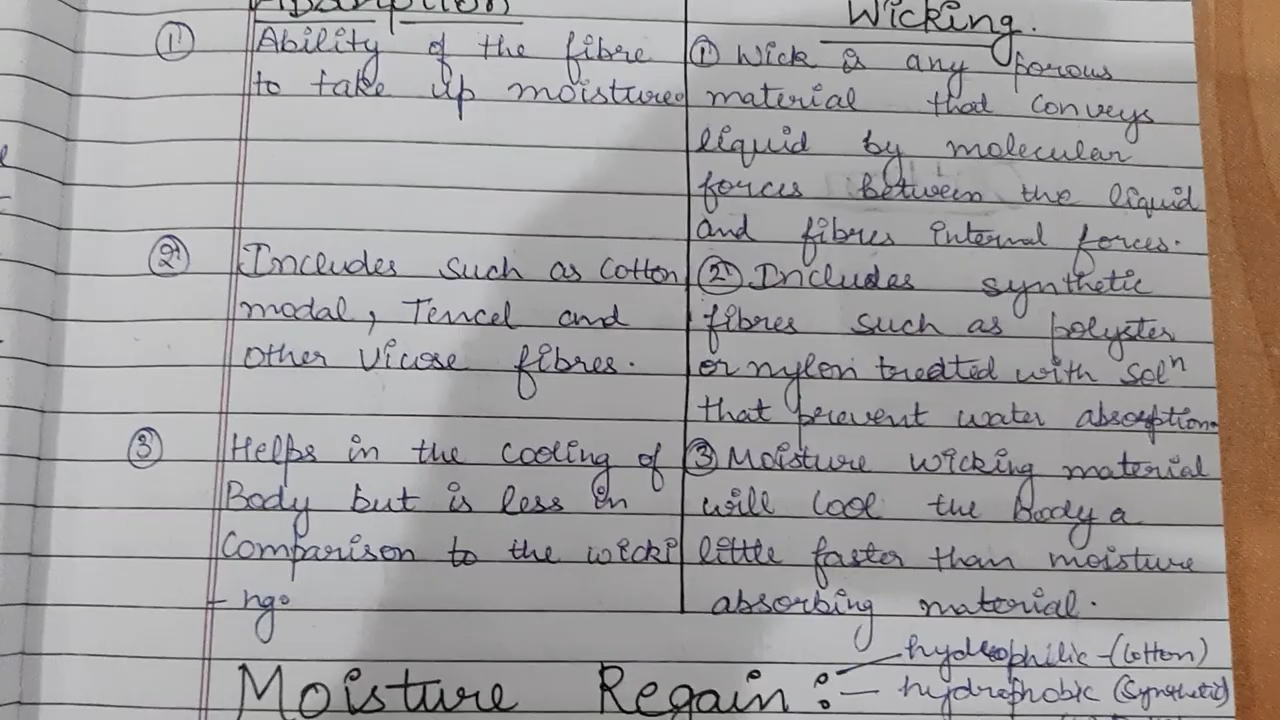 Absorption
① Ability of the fibre
to take up moisture.
② Includes such as Cotton
modal, Tencel and
other Vicose fibres.
③ Helps in the cooling of
Body but is less in
Comparison to the wicki
- ng.
Wicking.
① Wick is any porous
material that conveys
liquid by molecular
forces between the liquid
and fibres internal forces.
② Includes synthetic
fibres such as polyster
or nylon treated with solⁿ
that prevent water absorption.
③ Moisture wicking material
will cool the Body a
little faster than moisture
absorbing material.
Moisture Regain :- hydrophilic - (Cotton)
- hydrophobic (Synthetic)